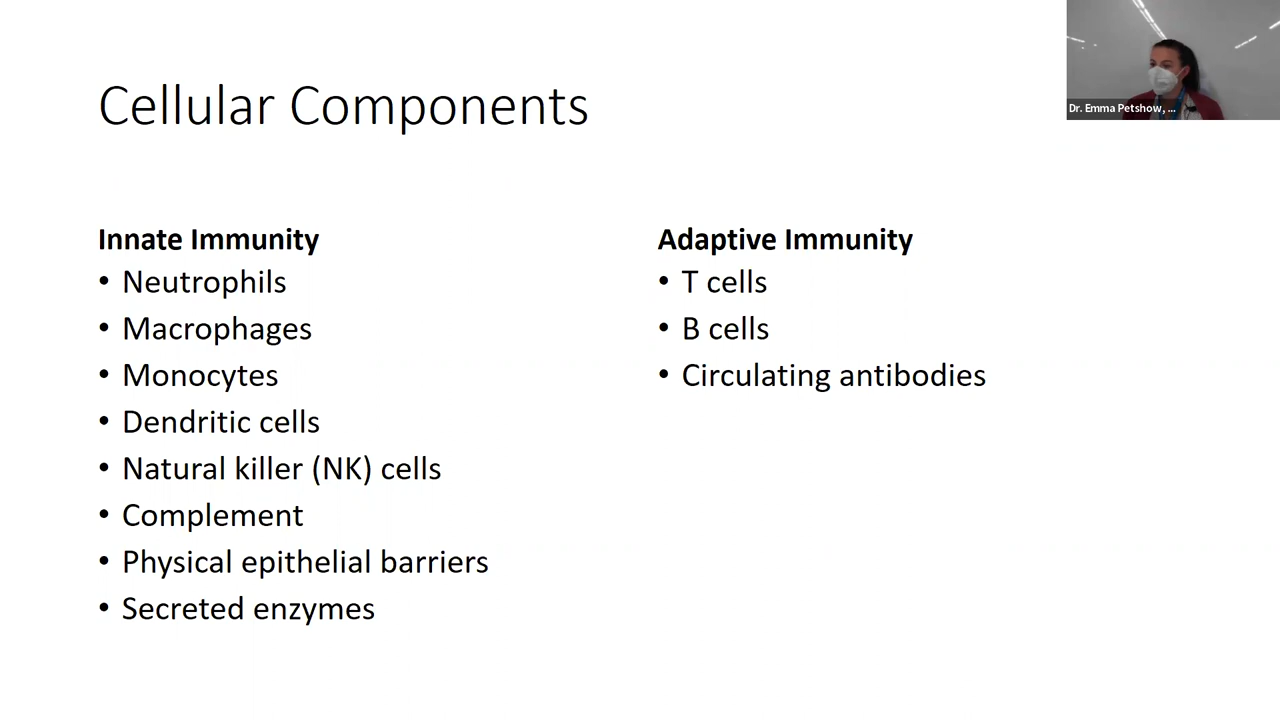 Cellular Components
Dr. Emma Petshow, ...
Innate Immunity
• Neutrophils
• Macrophages
• Monocytes
• Dendritic cells
• Natural killer (NK) cells
• Complement
• Physical epithelial barriers
• Secreted enzymes
Adaptive Immunity
• T cells
• B cells
• Circulating antibodies